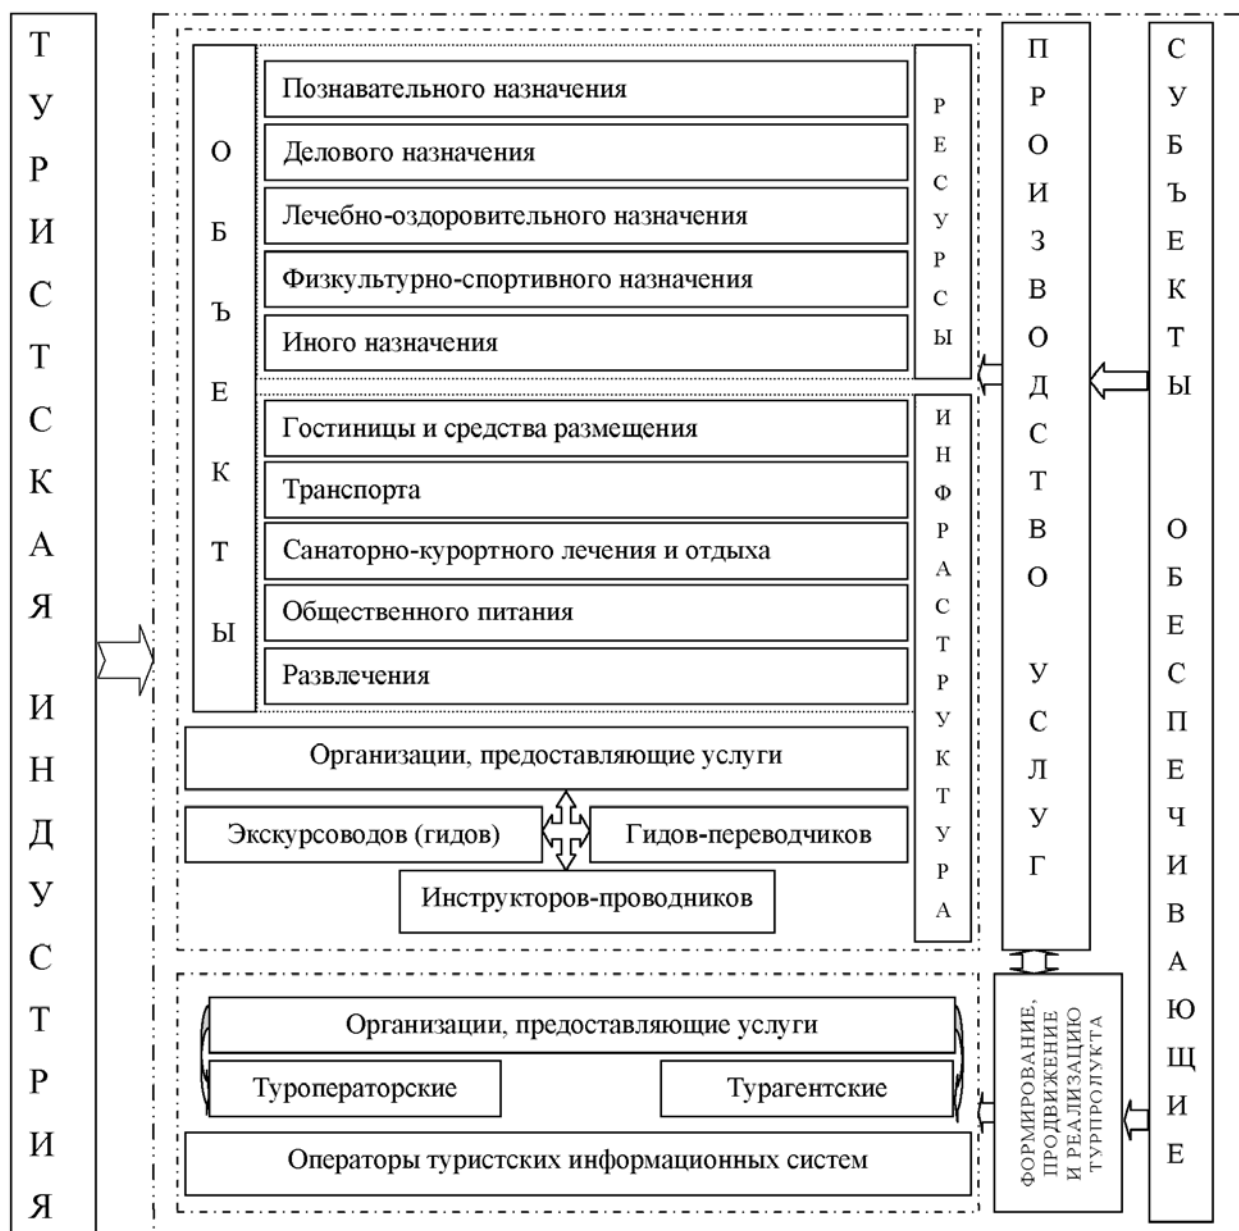 ТУРИСТСКАЯ ИНДУСТРИЯ
ОБЪЕКТЫ
Познавательного назначения
Делового назначения
Лечебно-оздоровительного назначения
Физкультурно-спортивного назначения
Иного назначения
РЕСУРСЫ
Гостиницы и средства размещения
Транспорта
Санаторно-курортного лечения и отдыха
Общественного питания
Развлечения
Организации, предоставляющие услуги
Экскурсоводов (гидов)
Гидов-переводчиков
Инструкторов-проводников
ИНФРАСТРУКТУРА
ПРОИЗВОДСТВО УСЛУГ
СУБЪЕКТЫ ОБЕСПЕЧИВАЮЩИЕ
Организации, предоставляющие услуги
Туроператорские
Турагентские
Операторы туристских информационных систем
ФОРМИРОВАНИЕ,
ПРОДВИЖЕНИЕ
И РЕАЛИЗАЦИЮ
ТУРПРОДУКТА